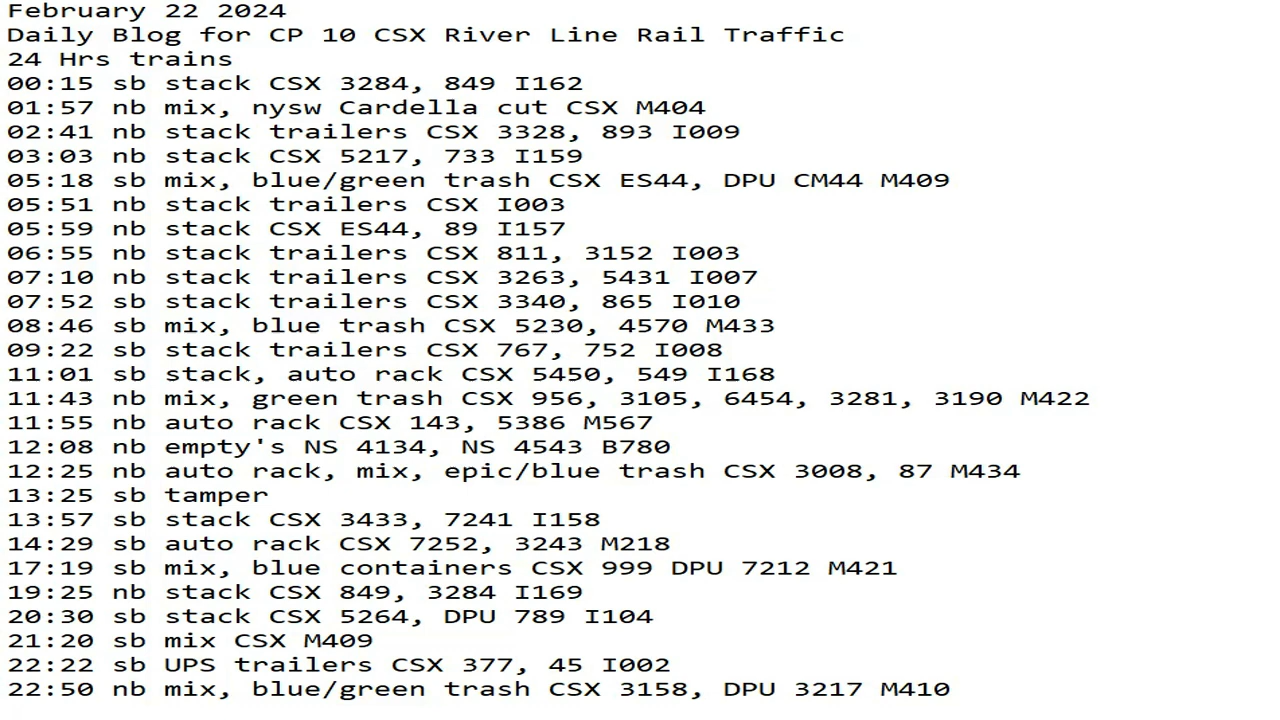 February 22 2024
Daily Blog for CP 10 CSX River Line Rail Traffic
24 Hrs trains
00:15 sb stack CSX 3284, 849 I162
01:57 nb mix, nysw Cardella cut CSX M404
02:41 nb stack trailers CSX 3328, 893 I009
03:03 nb stack CSX 5217, 733 I159
05:18 sb mix, blue/green trash CSX ES44, DPU CM44 M409
05:51 nb stack trailers CSX I003
05:59 nb stack CSX ES44, 89 I157
06:55 nb stack trailers CSX 811, 3152 I003
07:10 nb stack trailers CSX 3263, 5431 I007
07:52 sb stack trailers CSX 3340, 865 I010
08:46 sb mix, blue trash CSX 5230, 4570 M433
09:22 sb stack trailers CSX 767, 752 I008
11:01 sb stack, auto rack CSX 5450, 549 I168
11:43 nb mix, green trash CSX 956, 3105, 6454, 3281, 3190 M422
11:55 nb auto rack CSX 143, 5386 M567
12:08 nb empty's NS 4134, NS 4543 B780
12:25 nb auto rack, mix, epic/blue trash CSX 3008, 87 M434
13:25 sb tamper
13:57 sb stack CSX 3433, 7241 I158
14:29 sb auto rack CSX 7252, 3243 M218
17:19 sb mix, blue containers CSX 999 DPU 7212 M421
19:25 nb stack CSX 849, 3284 I169
20:30 sb stack CSX 5264, DPU 789 I104
21:20 sb mix CSX M409
22:22 sb UPS trailers CSX 377, 45 I002
22:50 nb mix, blue/green trash CSX 3158, DPU 3217 M410